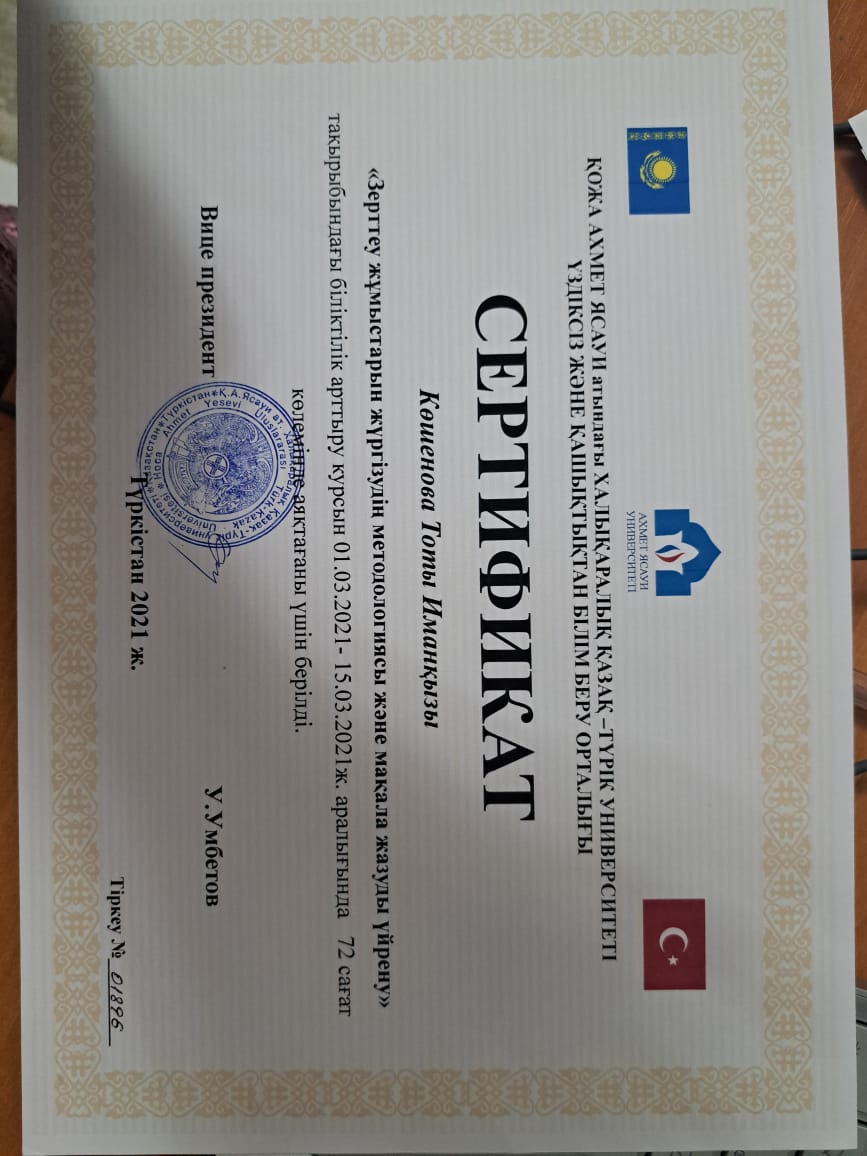 АХМЕТ ЯСАУИ
УНИВЕРСИТЕТІ
ҚОЖА АХМЕТ ЯСАУИ атындағы ХАЛЫҚАРАЛЫҚ ҚАЗАҚ –ТҮРІК УНИВЕРСИТЕТІ
ҮЗДІКСІЗ ЖӘНЕ ҚАШЫҚТЫҚТАН БІЛІМ БЕРУ ОРТАЛЫҒЫ
СЕРТИФИКАТ
Көшенова Тоты Иманқызы
«Зерттеу жұмыстарын жүргізудің методологиясы және мақала жазуды үйрену»
тақырыбындағы біліктілік арттыру курсын 01.03.2021- 15.03.2021ж. аралығында 72 сағат
көлемінде аяқтағаны үшін берілді.
Вице президент У.Умбетов
Түркістан 2021 ж.
Тіркеу № 01896